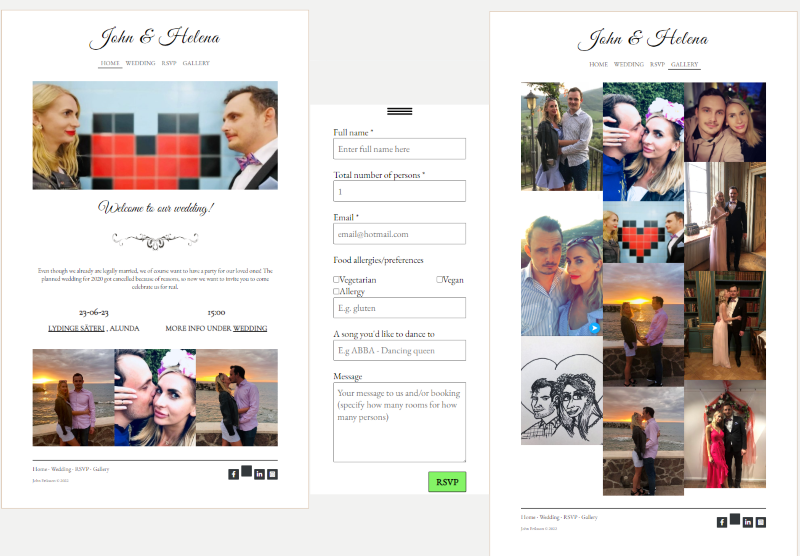 John & Helena
HOME WEDDING RSVP GALLERY
Welcome to our wedding!
Even though we already are legally married, we of course want to have a party for our loved ones! The
planned wedding for 2020 got cancelled because of reasons, so now we want to invite you to come
celebrate us for real.
23-06-23 15:00
LYDINGE SÄTERI , ALUNDA MORE INFO UNDER WEDDING
Home - Wedding - RSVP - Gallery
John Eriksson © 2022
Full name *
Enter full name here
Total number of persons *
1
Email *
email@hotmail.com
Food allergies/preferences
Vegetarian Vegan
Allergy
E.g. gluten
A song you'd like to dance to
E.g ABBA - Dancing queen
Message
Your message to us and/or booking
(specify how many rooms for how
many persons)
RSVP
John & Helena
HOME WEDDING RSVP GALLERY
Home - Wedding - RSVP - Gallery
John Eriksson © 2022